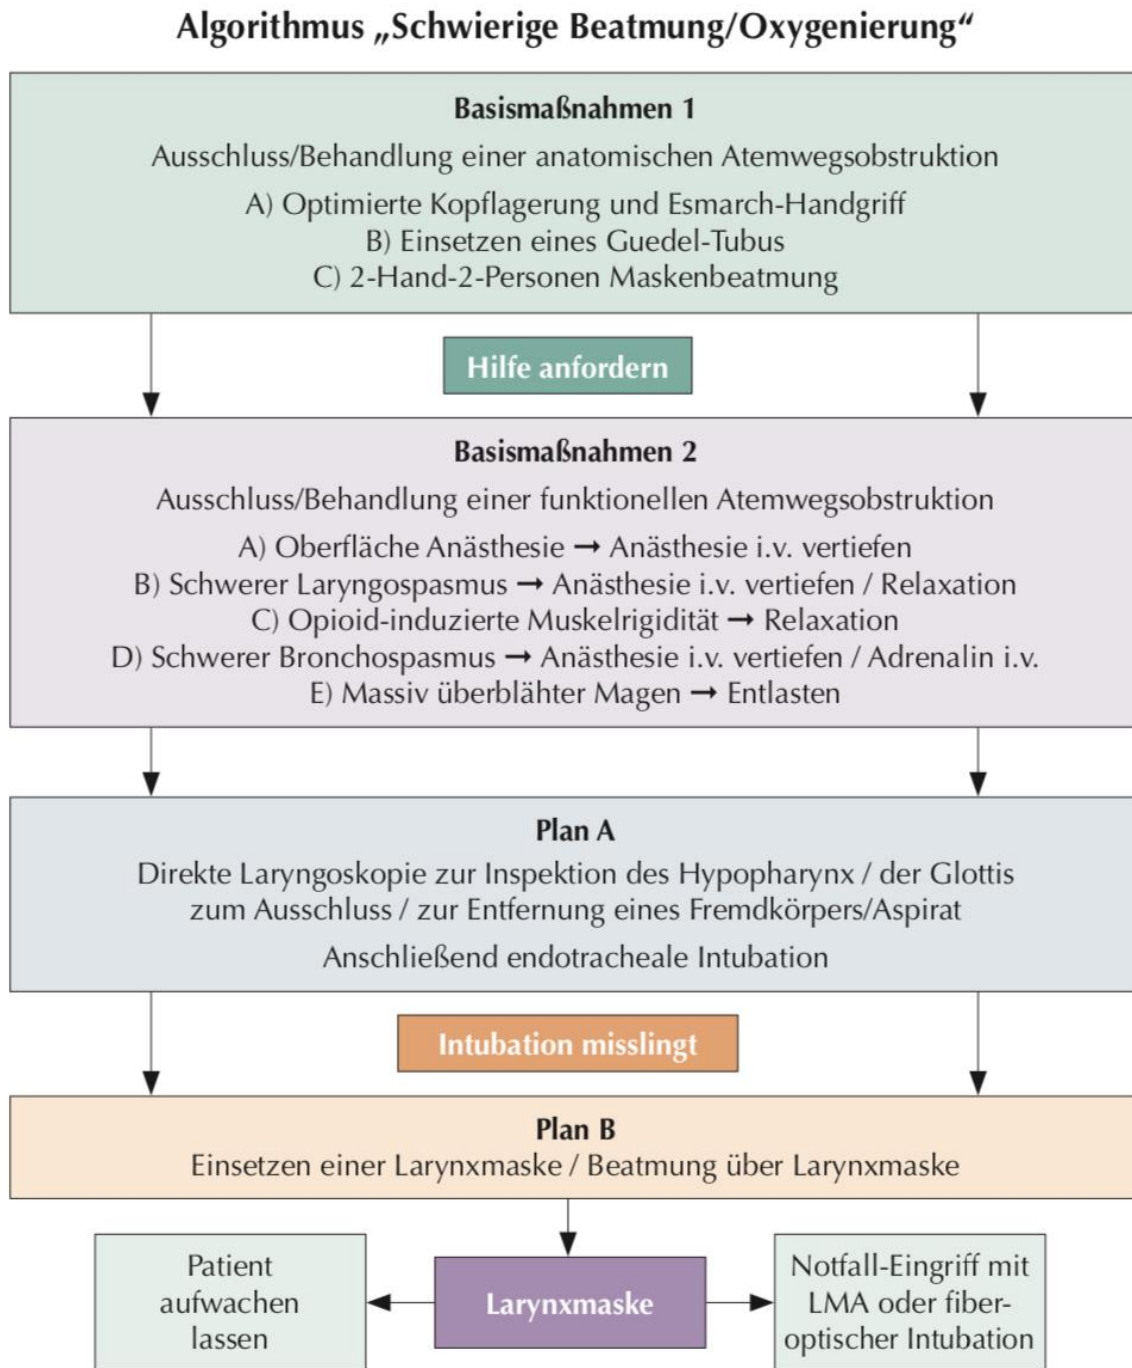 Algorithmus „Schwierige Beatmung/Oxygenierung“
Basismaßnahmen 1
Ausschluss/Behandlung einer anatomischen Atemwegsobstruktion
A) Optimierte Kopflagerung und Esmarch-Handgriff
B) Einsetzen eines Guedel-Tubus
C) 2-Hand-2-Personen Maskenbeatmung
Hilfe anfordern
Basismaßnahmen 2
Ausschluss/Behandlung einer funktionellen Atemwegsobstruktion
A) Oberfläche Anästhesie → Anästhesie i.v. vertiefen
B) Schwerer Laryngospasmus → Anästhesie i.v. vertiefen / Relaxation
C) Opioid-induzierte Muskelrigidität → Relaxation
D) Schwerer Bronchospasmus → Anästhesie i.v. vertiefen / Adrenalin i.v.
E) Massiv überblähter Magen → Entlasten
Plan A
Direkte Laryngoskopie zur Inspektion des Hypopharynx / der Glottis
zum Ausschluss / zur Entfernung eines Fremdkörpers/Aspirat
Anschließend endotracheale Intubation
Intubation misslingt
Plan B
Einsetzen einer Larynxmaske / Beatmung über Larynxmaske
Patient
aufwachen
lassen
Larynxmaske
Notfall-Eingriff mit
LMA oder fiber-
optischer Intubation